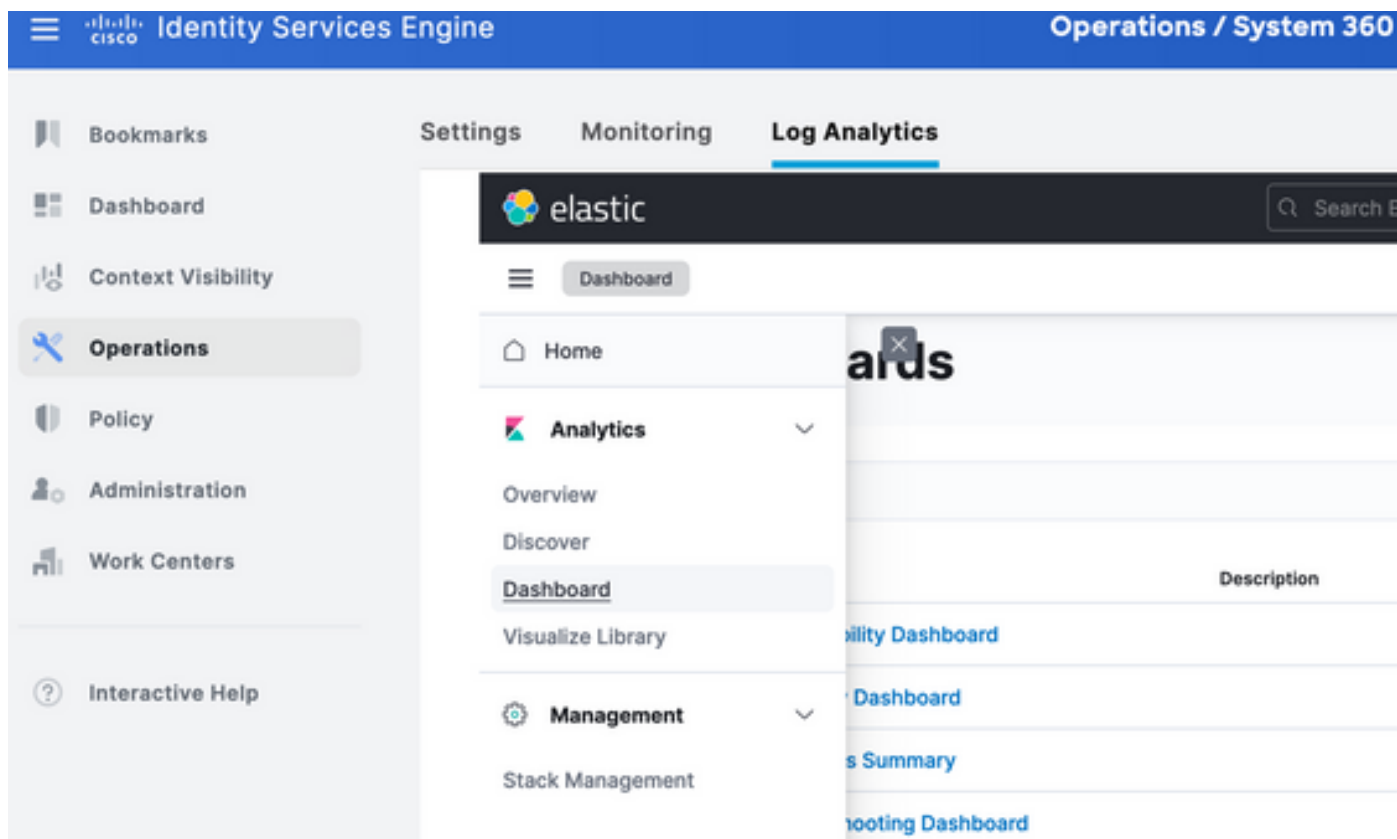 cisco Identity Services Engine
Operations / System 360
Bookmarks
Dashboard
Context Visibility
Operations
Policy
Administration
Work Centers
Interactive Help
Settings
Monitoring
Log Analytics
elastic
Search
Dashboard
Home
Analytics
Overview
Discover
Dashboard
Visualize Library
Management
Stack Management
Description
Dashboard
Dashboard
Summary
Dashboard